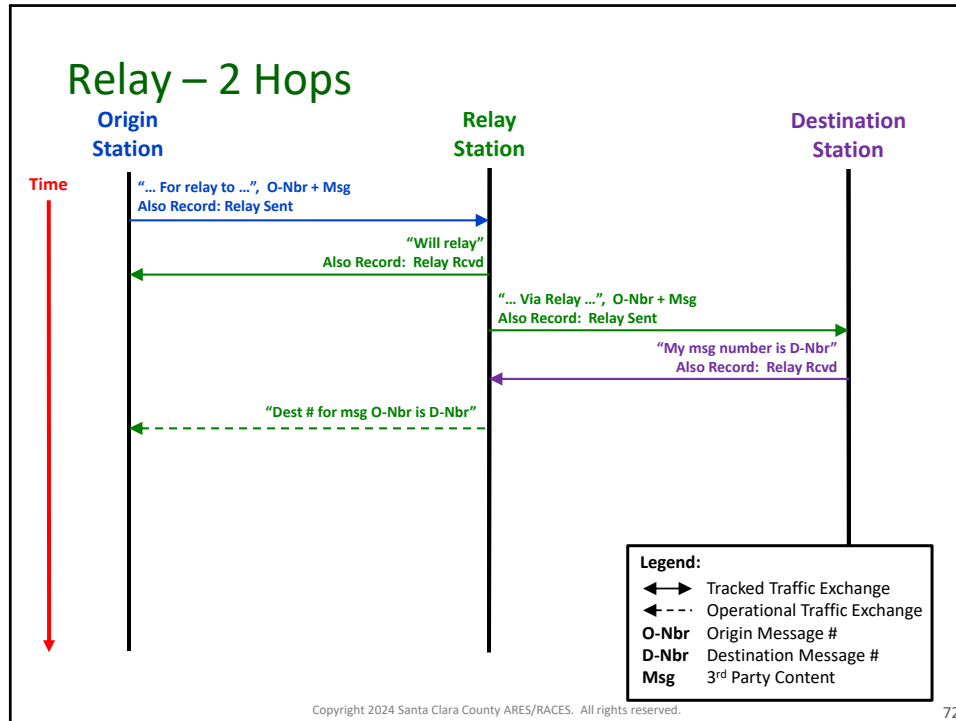 Relay – 2 Hops
Origin
Station
Relay
Station
Destination
Station
Time
“… For relay to …”, O-Nbr + Msg
Also Record: Relay Sent
“Will relay”
Also Record: Relay Rcvd
“… Via Relay …”, O-Nbr + Msg
Also Record: Relay Sent
“My msg number is D-Nbr”
Also Record: Relay Rcvd
“Dest # for msg O-Nbr is D-Nbr”
Legend:
Tracked Traffic Exchange
Operational Traffic Exchange
O-Nbr Origin Message #
D-Nbr Destination Message #
Msg 3rd Party Content
Copyright 2024 Santa Clara County ARES/RACES. All rights reserved.
72